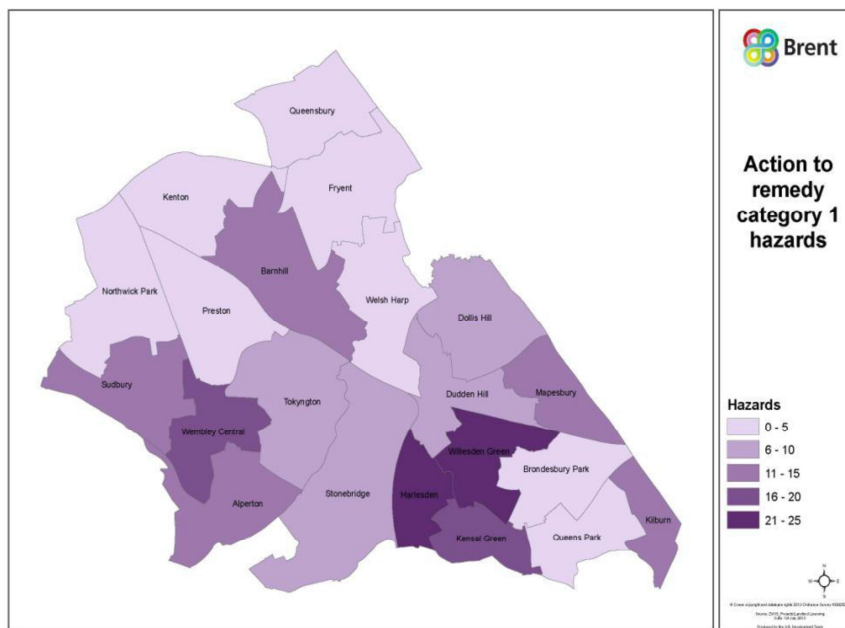 Brent
Action to
remedy
category 1
hazards
Queensbury
Kenton
Fryent
Barnhill
Northwick Park
Preston
Welsh Harp
Dollis Hill
Sudbury
Tokyngton
Dudden Hill
Mapesbury
Wembley Central
Willesden Green
Brondesbury Park
Alperton
Stonebridge
Harlesden
Kensal Green
Queens Park
Kilburn
Hazards
0 - 5
6 - 10
11 - 15
16 - 20
21 - 25
N
W
E
S